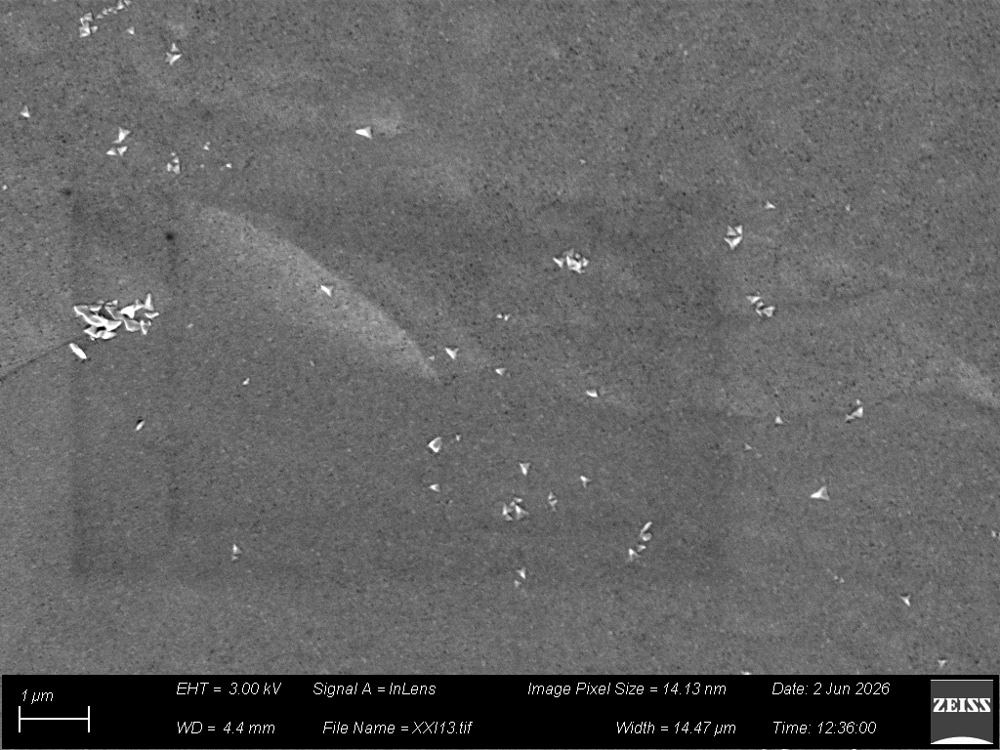 1 µm
EHT = 3.00 kV Signal A = InLens Image Pixel Size = 14.13 nm Date: 2 Jun 2026
WD = 4.4 mm File Name = XXI13.tif Width = 14.47 µm Time: 12:36:00
ZEISS